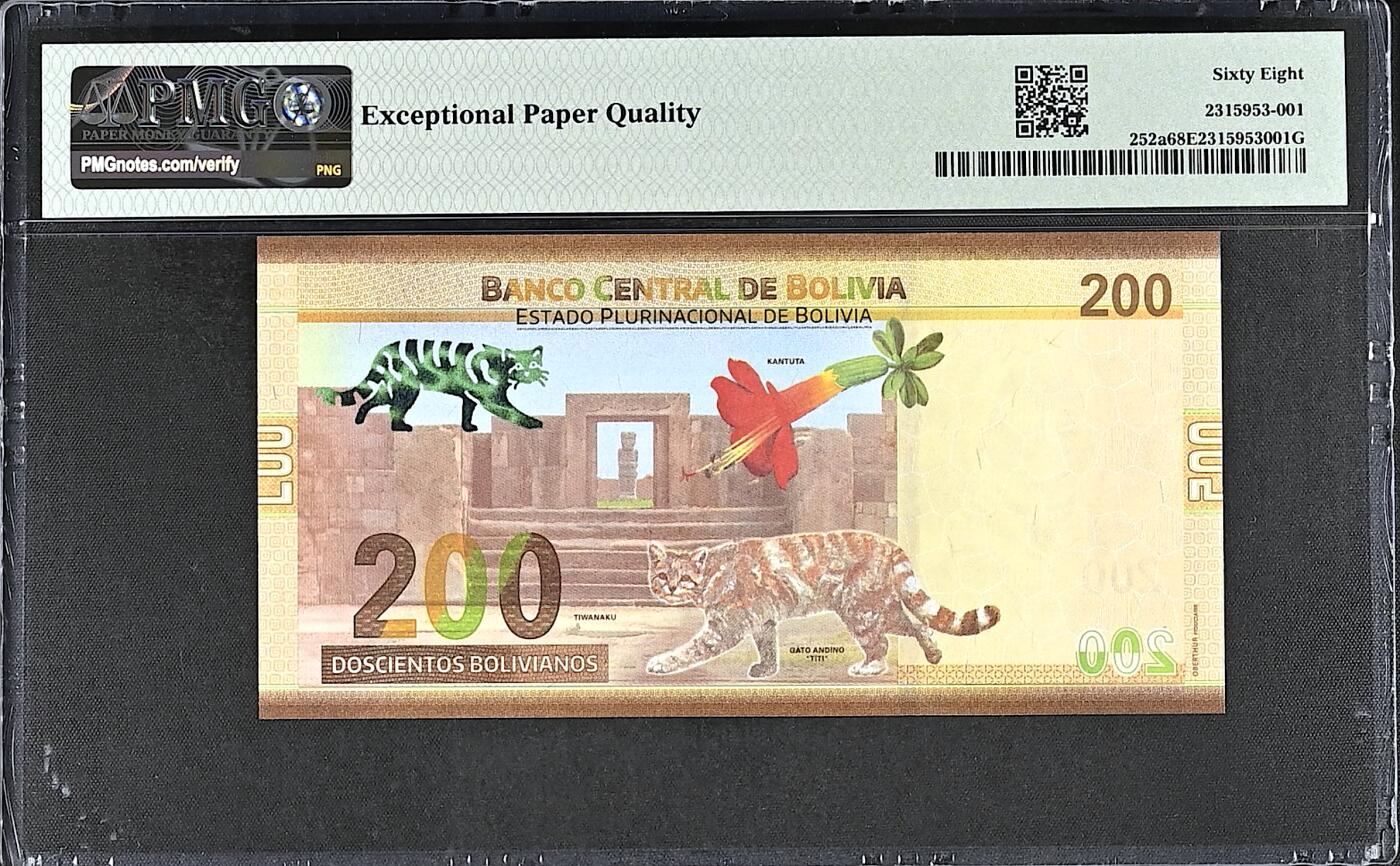 PMG
PAPER MONEY GUARANTY
PMGnotes.com/verify
PNG
Exceptional Paper Quality
Sixty Eight
2315953-001
252a68E2315953001G
BANCO CENTRAL DE BOLIVIA
ESTADO PLURINACIONAL DE BOLIVIA
200
KANTUTA
200
200
200
TIWANAKU
GATO ANDINO
"TITI"
DOSCIENTOS BOLIVIANOS
200
200